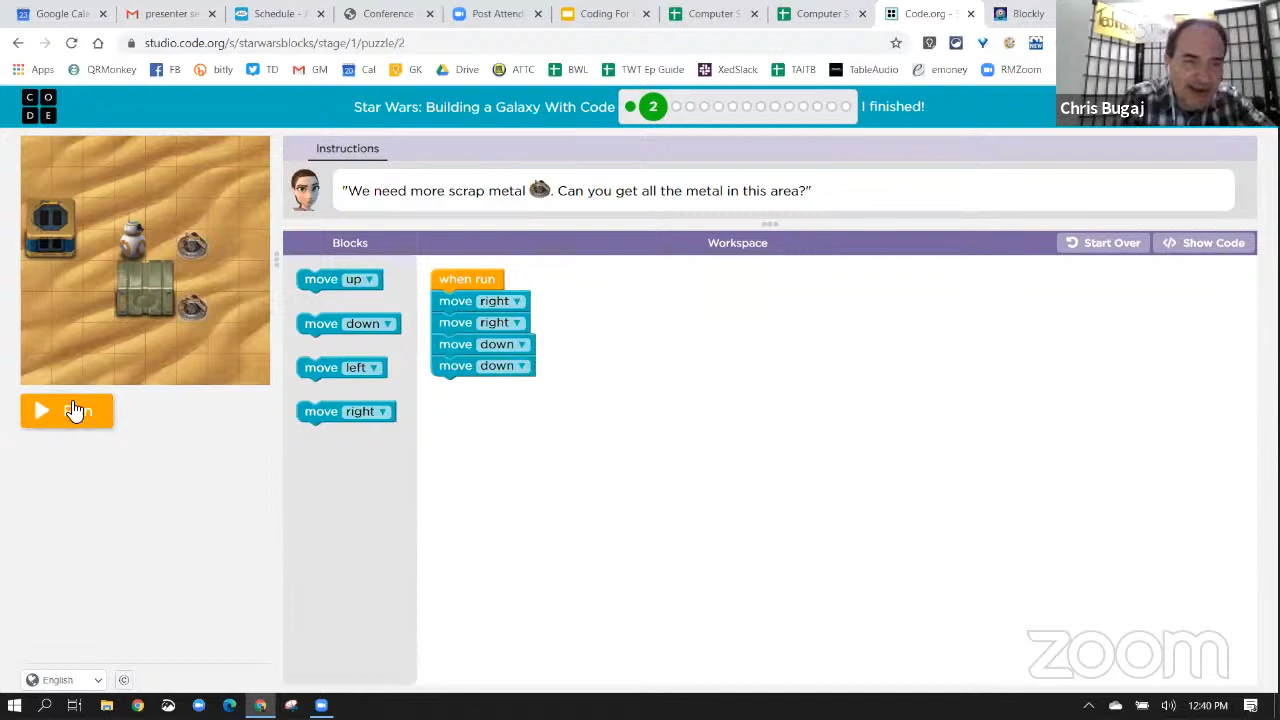 Google Cale
presenter se
Schedule - 
Conference
Post Attenc
Coding For 
Computer S
Computer S
Code.org - S
Blockly
studio.code.org/s/starwarsblocks/stage/1/puzzle/2
Apps
QRMonkey
FB
bitly
TD
GM
Cal
GK
Drive
ATTC
BWL
TWT Ep Guide
XedSlack
TAITB
TableAudio
emoney
RMZoom
Chris Bugaj
CODE
Star Wars: Building a Galaxy With Code
2
I finished!
Instructions
"We need more scrap metal . Can you get all the metal in this area?"
Blocks
Workspace
Start Over
Show Code
move up
move down
move left
move right
when run
move right
move right
move down
move down
English
zoom
12:40 PM